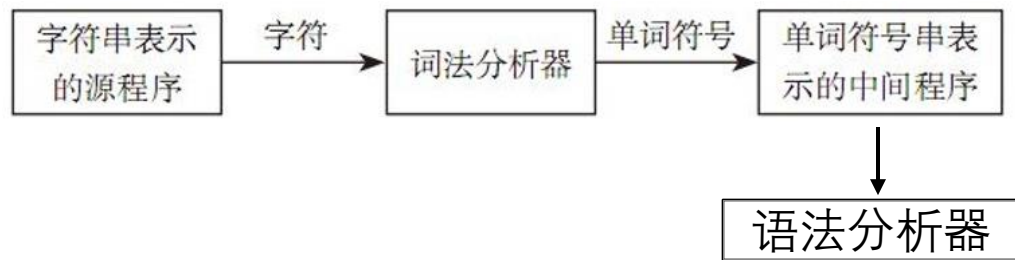 字符串表示
的源程序
字符
词法分析器
单词符号
单词符号串表
示的中间程序
语法分析器